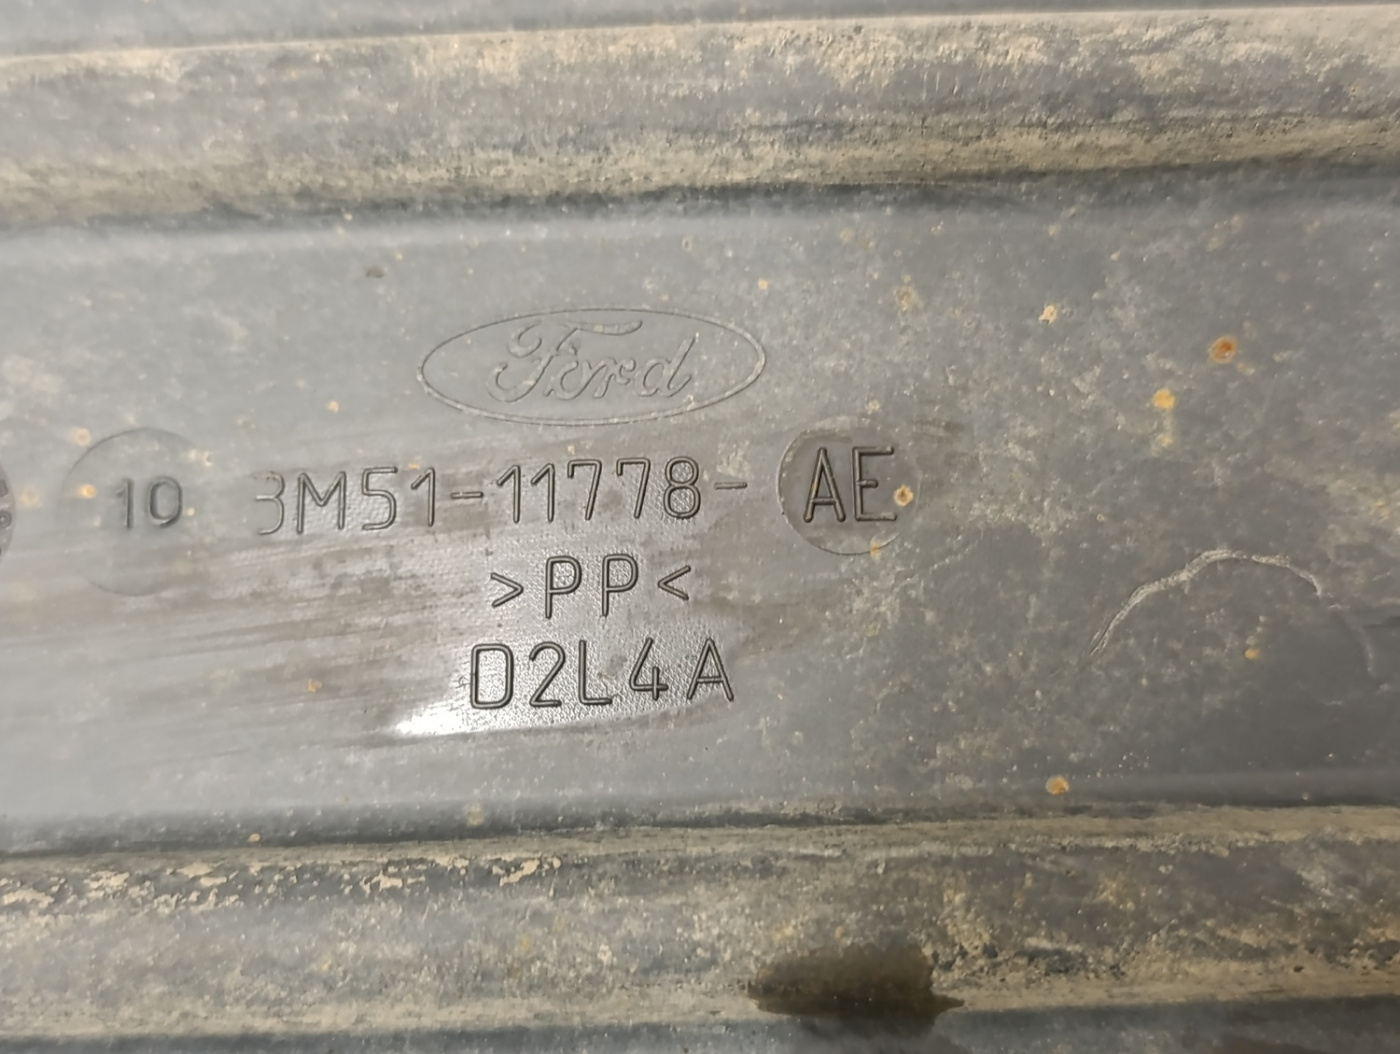 Ford
10 3M51-11778- AE
>PP<
D2L4A